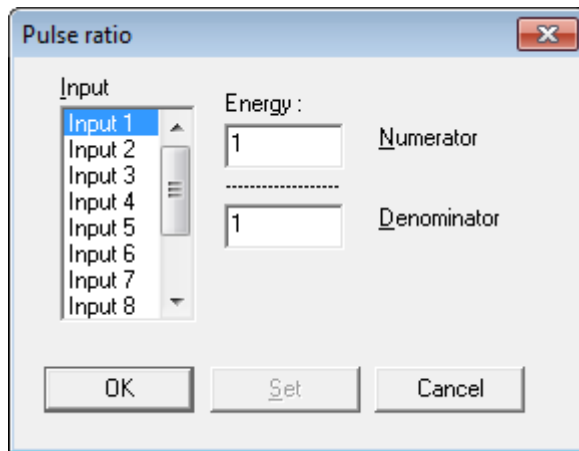 Pulse ratio
Input
Input 1
Input 2
Input 3
Input 4
Input 5
Input 6
Input 7
Input 8
Energy :
1
Numerator
-------------------
1
Denominator
OK
Set
Cancel